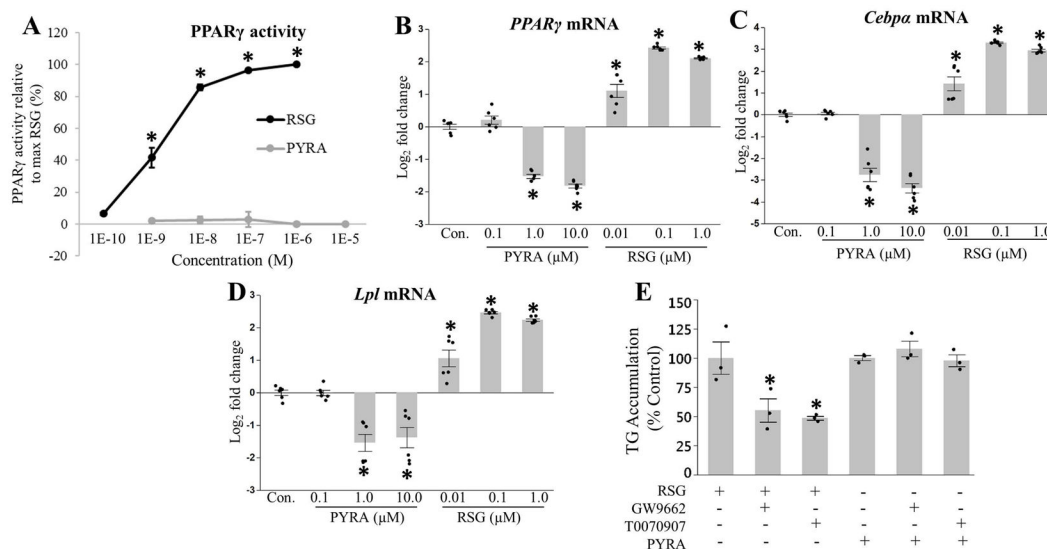 A
PPARγ activity
PPARγ activity relative
to max RSG (%)
120
100
80
60
40
20
0
-20
* * * *
RSG
PYRA
1E-10 1E-9 1E-8 1E-7 1E-6 1E-5
Concentration (M)
B
PPARγ mRNA
Log2 fold change
3
2
1
0
-1
-2
-3
* * * * *
Con. 0.1 1.0 10.0 0.01 0.1 1.0
PYRA (µM) RSG (µM)
C
Cebpα mRNA
Log2 fold change
4
3
2
1
0
-1
-2
-3
-4
-5
* * * * *
Con. 0.1 1.0 10.0 0.01 0.1 1.0
PYRA (µM) RSG (µM)
D
Lpl mRNA
Log2 fold change
3
2
1
0
-1
-2
-3
* * * * *
Con. 0.1 1.0 10.0 0.01 0.1 1.0
PYRA (µM) RSG (µM)
E
TG Accumulation
(% Control)
150
125
100
75
50
25
0
* *
RSG + + + - - -
GW9662 - + - - + -
T0070907 - - + - - +
PYRA - - - + + +